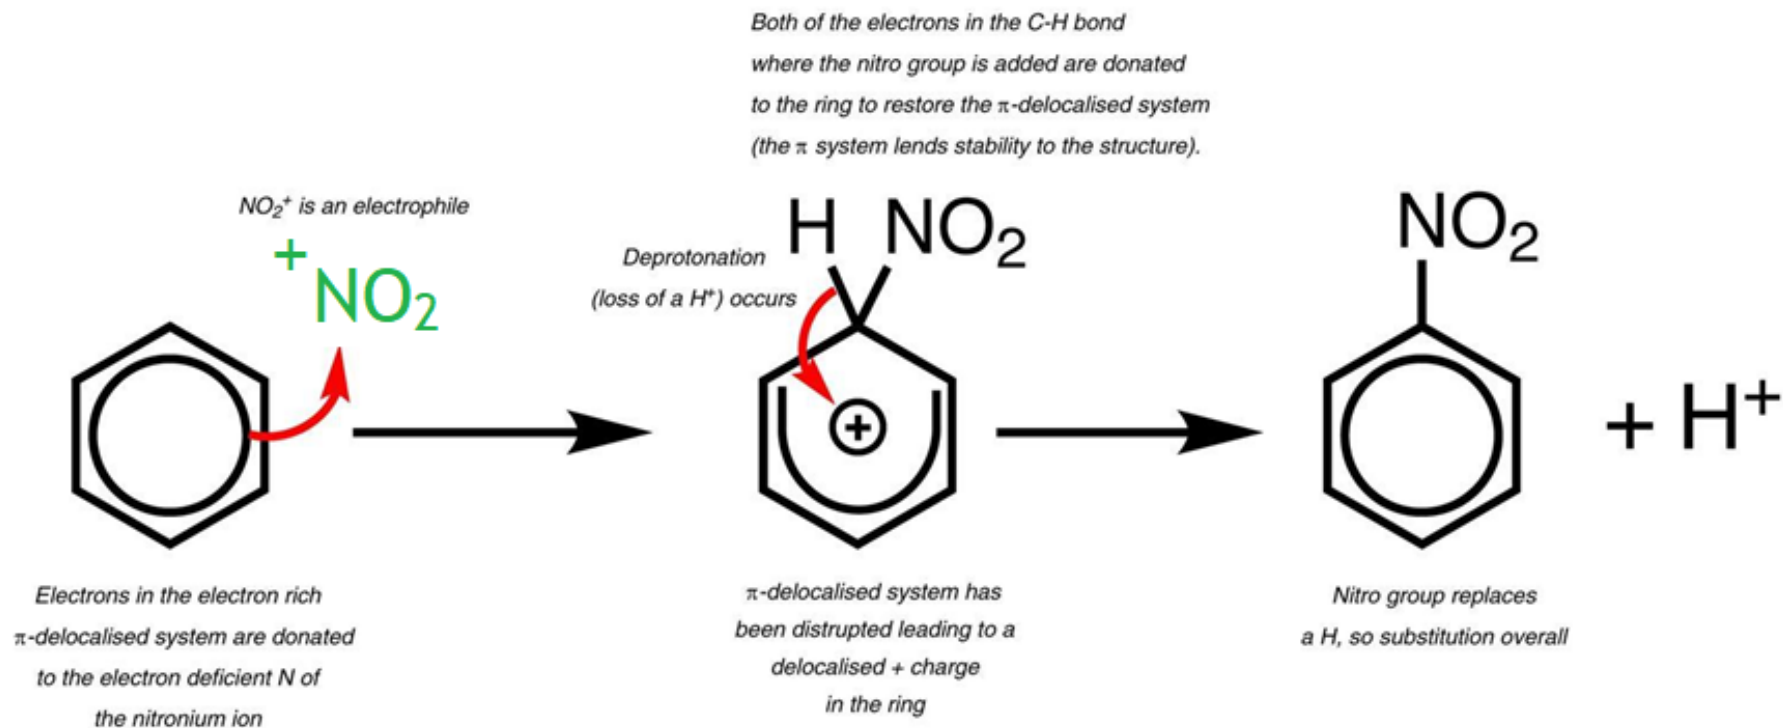 Both of the electrons in the C-H bond
where the nitro group is added are donated
to the ring to restore the π-delocalised system
(the π system lends stability to the structure).
NO₂⁺ is an electrophile
⁺NO₂
Deprotonation
(loss of a H⁺) occurs
H NO₂
+
NO₂
+ H⁺
Electrons in the electron rich
π-delocalised system are donated
to the electron deficient N of
the nitronium ion
π-delocalised system has
been distrupted leading to a
delocalised + charge
in the ring
Nitro group replaces
a H, so substitution overall